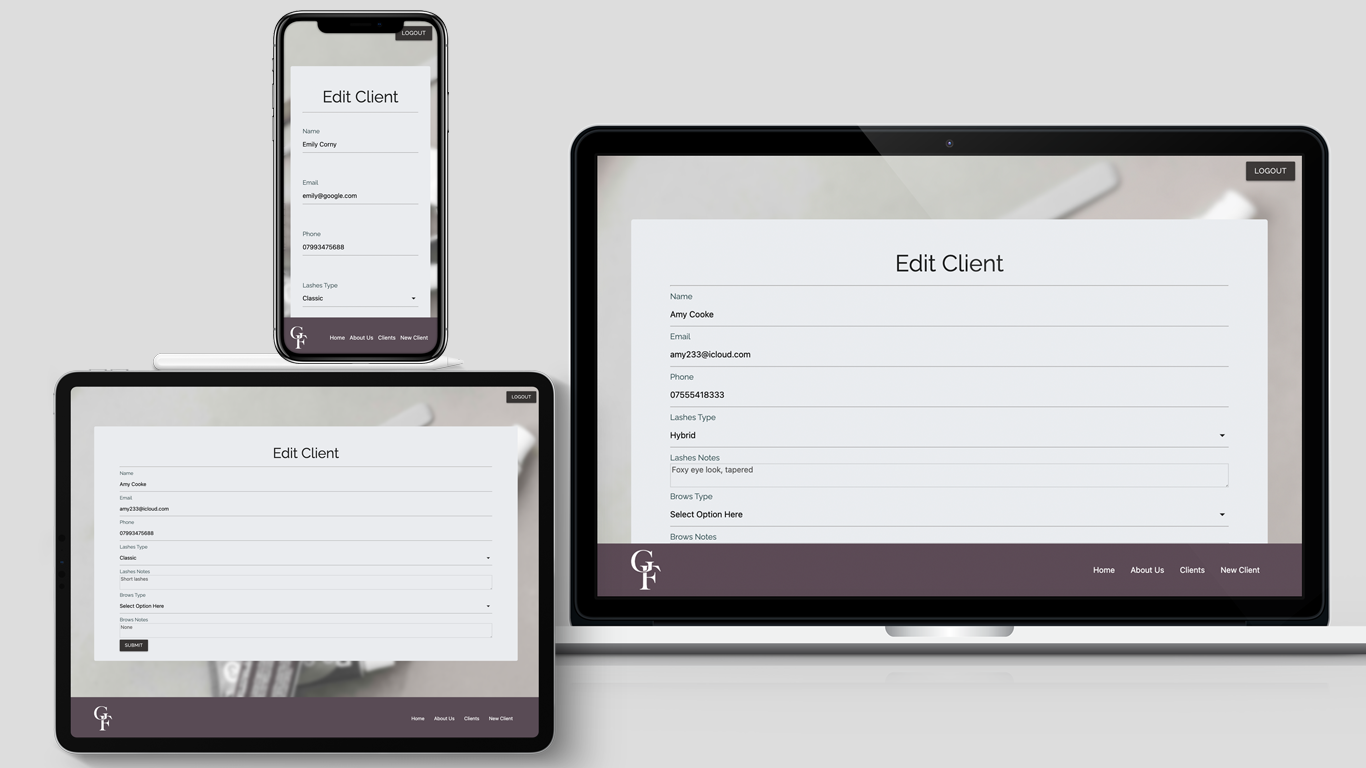 LOGOUT
Edit Client
Name
Emily Corny
Email
emily@google.com
Phone
07993475688
Lashes Type
Classic
GF
Home About Us Clients New Client
LOGOUT
Edit Client
Name
Amy Cooke
Email
amy233@icloud.com
Phone
07555418333
Lashes Type
Hybrid
Lashes Notes
Foxy eye look, tapered
Brows Type
Select Option Here
Brows Notes
GF
Home About Us Clients New Client
LOGOUT
Edit Client
Name
Amy Cooke
Email
amy233@icloud.com
Phone
07993475688
Lashes Type
Classic
Lashes Notes
Short lashes
Brows Type
Select Option Here
Brows Notes
None
SUBMIT
GF
Home About Us Clients New Client